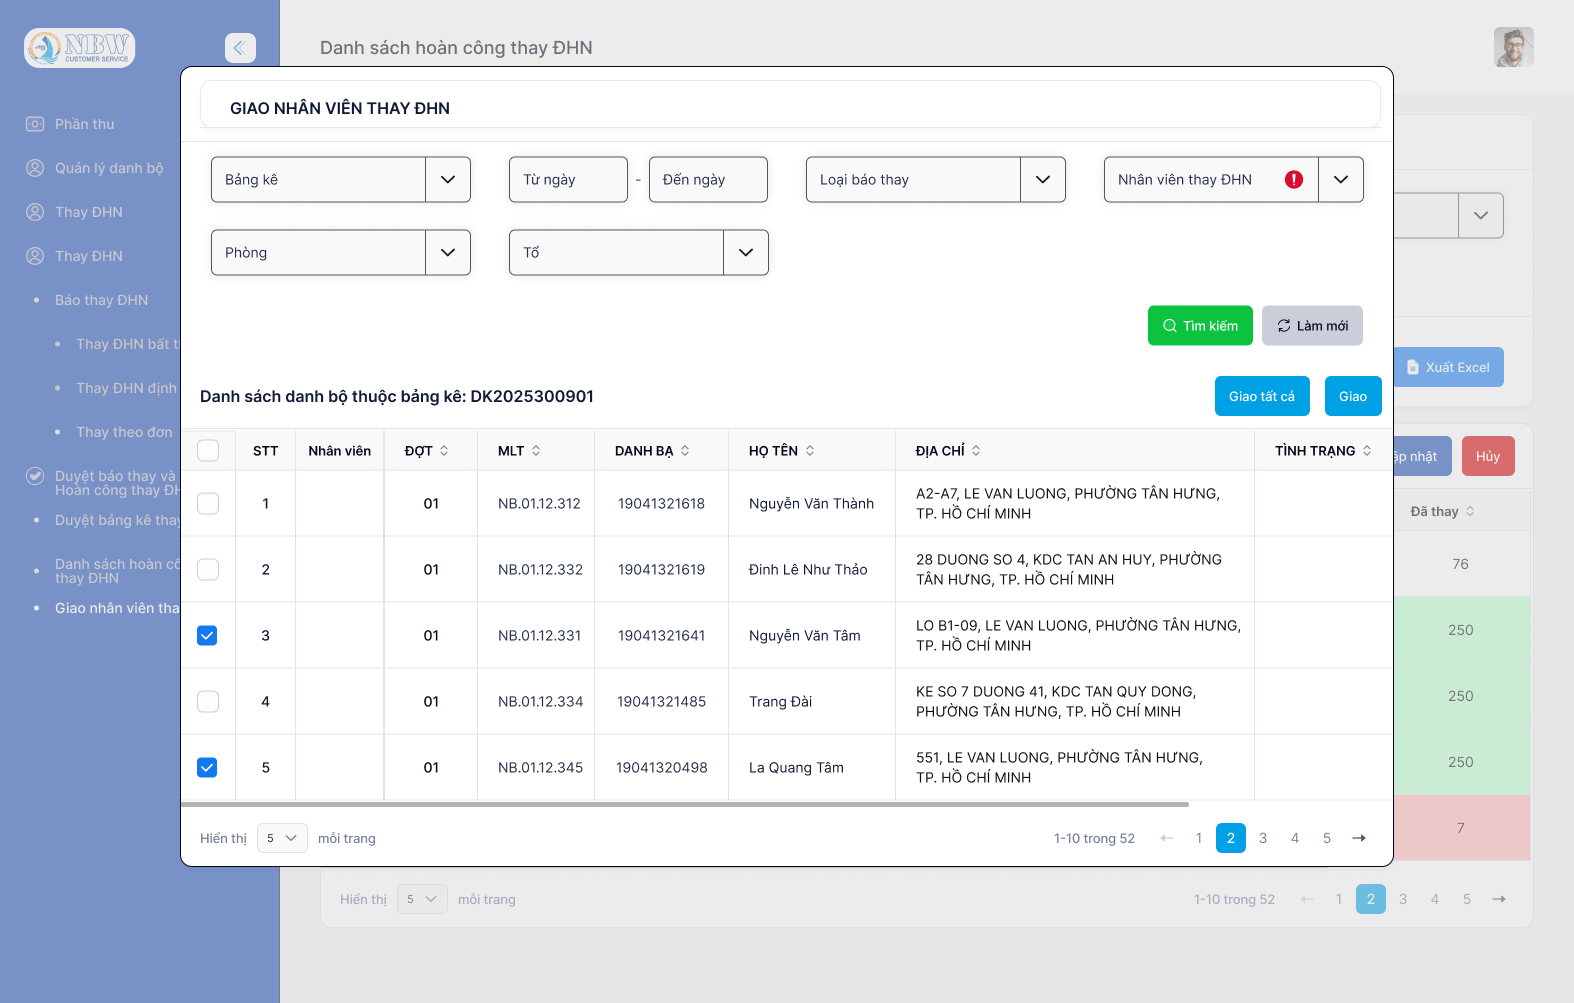 NBW
CUSTOMER SERVICE
Danh sách hoàn công thay ĐHN
Phần thu
Quản lý danh bộ
Thay ĐHN
Thay ĐHN
Báo thay ĐHN
Thay ĐHN bất t
Thay ĐHN định
Thay theo đơn
Duyệt báo thay và
Hoàn công thay ĐH
Duyệt bảng kê thay
Danh sách hoàn cô
thay ĐHN
Giao nhân viên tha
GIAO NHÂN VIÊN THAY ĐHN
Bảng kê
Từ ngày - Đến ngày
Loại báo thay
Nhân viên thay ĐHN
Phòng
Tổ
Tìm kiếm
Làm mới
Danh sách danh bộ thuộc bảng kê: DK2025300901
Giao tất cả
Giao
STT Nhân viên ĐỢT MLT DANH BẠ HỌ TÊN ĐỊA CHỈ TÌNH TRẠNG
1 01 NB.01.12.312 19041321618 Nguyễn Văn Thành A2-A7, LE VAN LUONG, PHƯỜNG TÂN HƯNG,
TP. HỒ CHÍ MINH
2 01 NB.01.12.332 19041321619 Đinh Lê Như Thảo 28 DUONG SO 4, KDC TAN AN HUY, PHƯỜNG
TÂN HƯNG, TP. HỒ CHÍ MINH
3 01 NB.01.12.331 19041321641 Nguyễn Văn Tâm LO B1-09, LE VAN LUONG, PHƯỜNG TÂN HƯNG,
TP. HỒ CHÍ MINH
4 01 NB.01.12.334 19041321485 Trang Đài KE SO 7 DUONG 41, KDC TAN QUY DONG,
PHƯỜNG TÂN HƯNG, TP. HỒ CHÍ MINH
5 01 NB.01.12.345 19041320498 La Quang Tâm 551, LE VAN LUONG, PHƯỜNG TÂN HƯNG,
TP. HỒ CHÍ MINH
Hiển thị 5 mỗi trang
1-10 trong 52 ← 1 2 3 4 5 →
Xuất Excel
ập nhật
Hủy
Đã thay
76
250
250
250
7
Hiển thị 5 mỗi trang
1-10 trong 52 ← 1 2 3 4 5 →